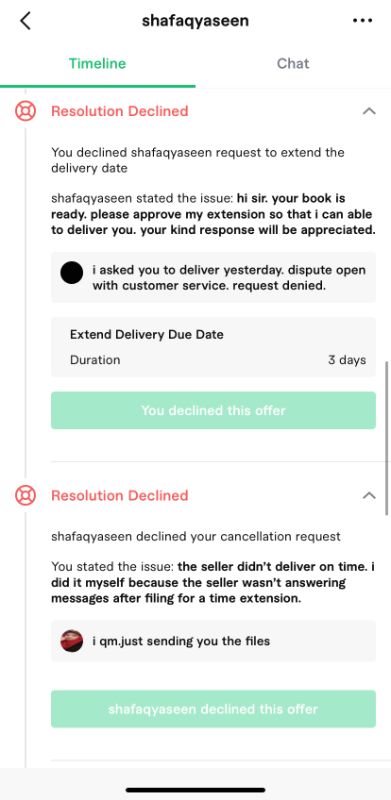 shafaqyaseen
Timeline
Chat
Resolution Declined
You declined shafaqyaseen request to extend the
delivery date
shafaqyaseen stated the issue: hi sir. your book is
ready. please approve my extension so that i can able
to deliver you. your kind response will be appreciated.
i asked you to deliver yesterday. dispute open
with customer service. request denied.
Extend Delivery Due Date
Duration 3 days
You declined this offer
Resolution Declined
shafaqyaseen declined your cancellation request
You stated the issue: the seller didn't deliver on time. i
did it myself because the seller wasn't answering
messages after filing for a time extension.
i qm.just sending you the files
shafaqyaseen declined this offer